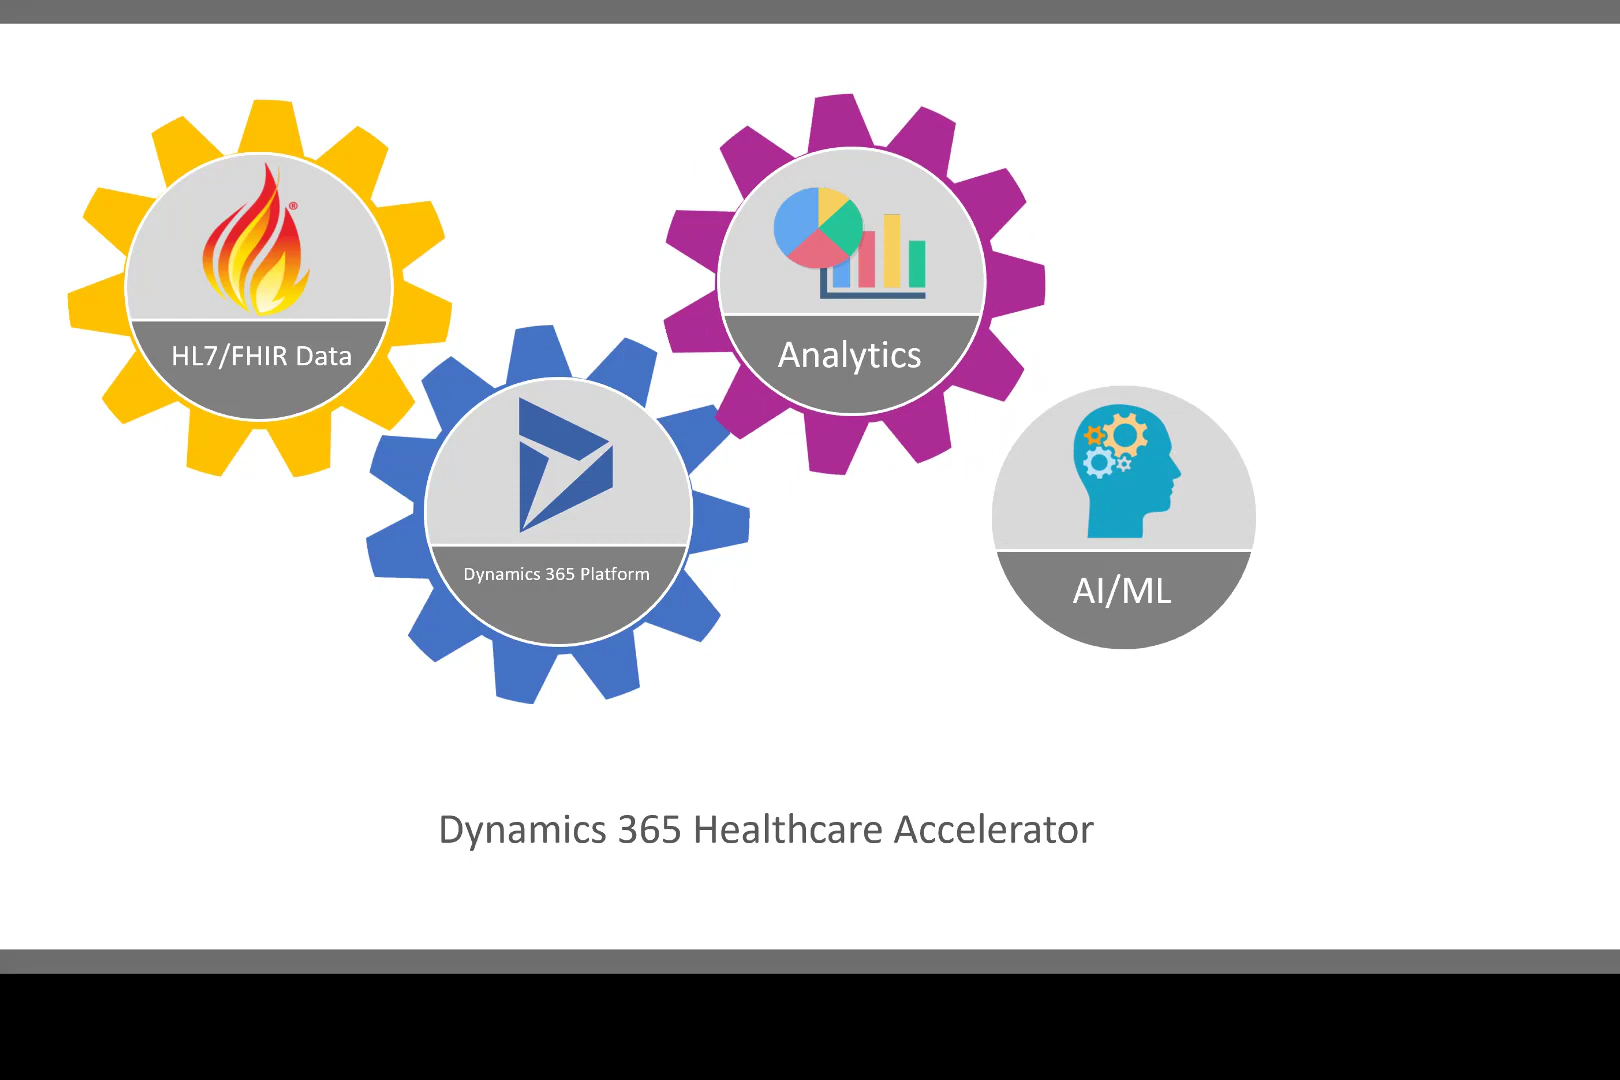 ®
HL7/FHIR Data
Analytics
Dynamics 365 Platform
AI/ML
Dynamics 365 Healthcare Accelerator